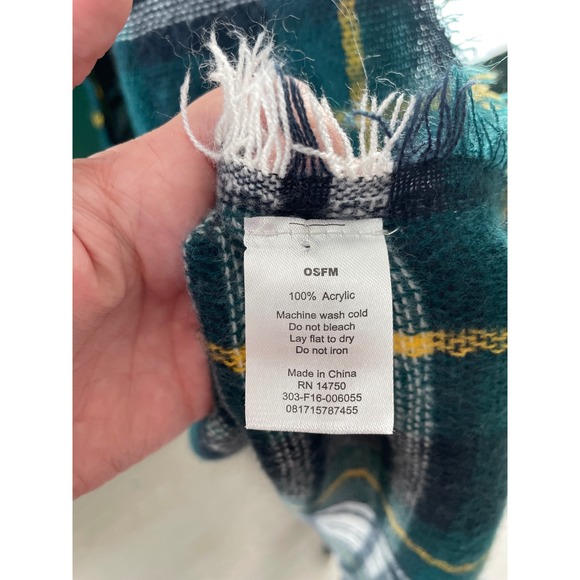 OSFM
100% Acrylic
Machine wash cold
Do not bleach
Lay flat to dry
Do not iron
Made in China
RN 14750
303-F16-006055
081715787455